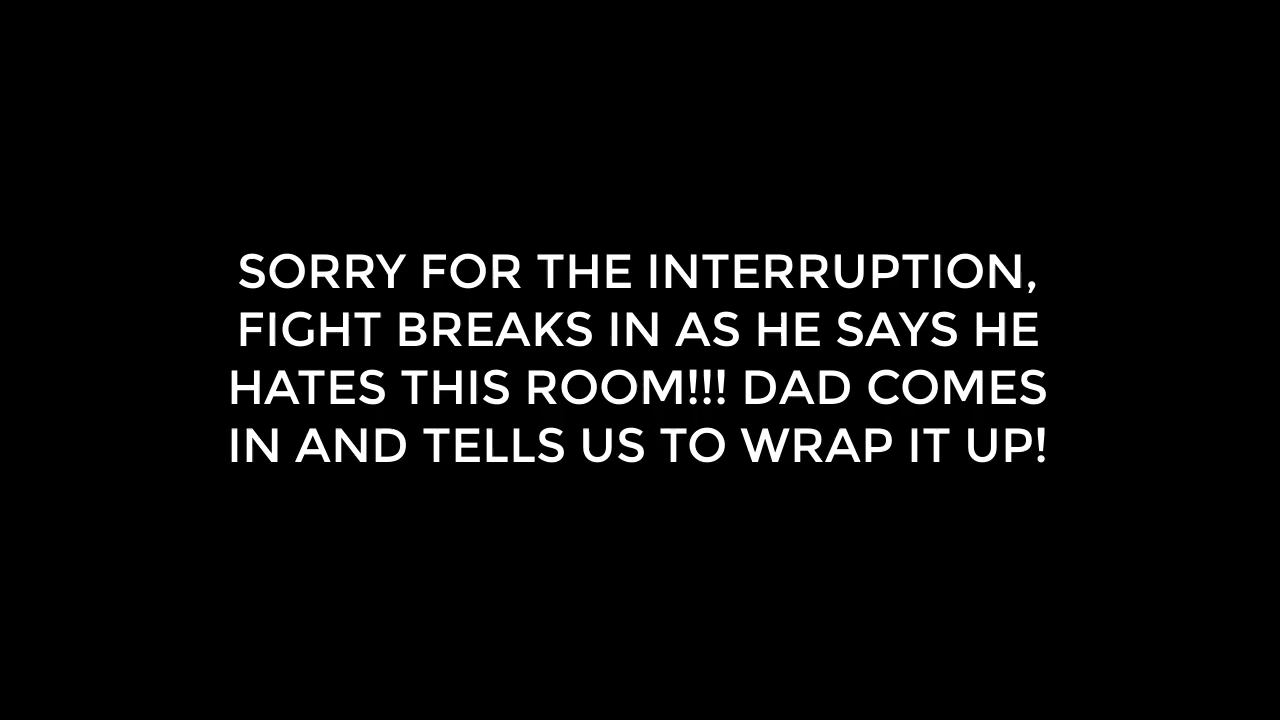 SORRY FOR THE INTERRUPTION,
FIGHT BREAKS IN AS HE SAYS HE
HATES THIS ROOM!!! DAD COMES
IN AND TELLS US TO WRAP IT UP!